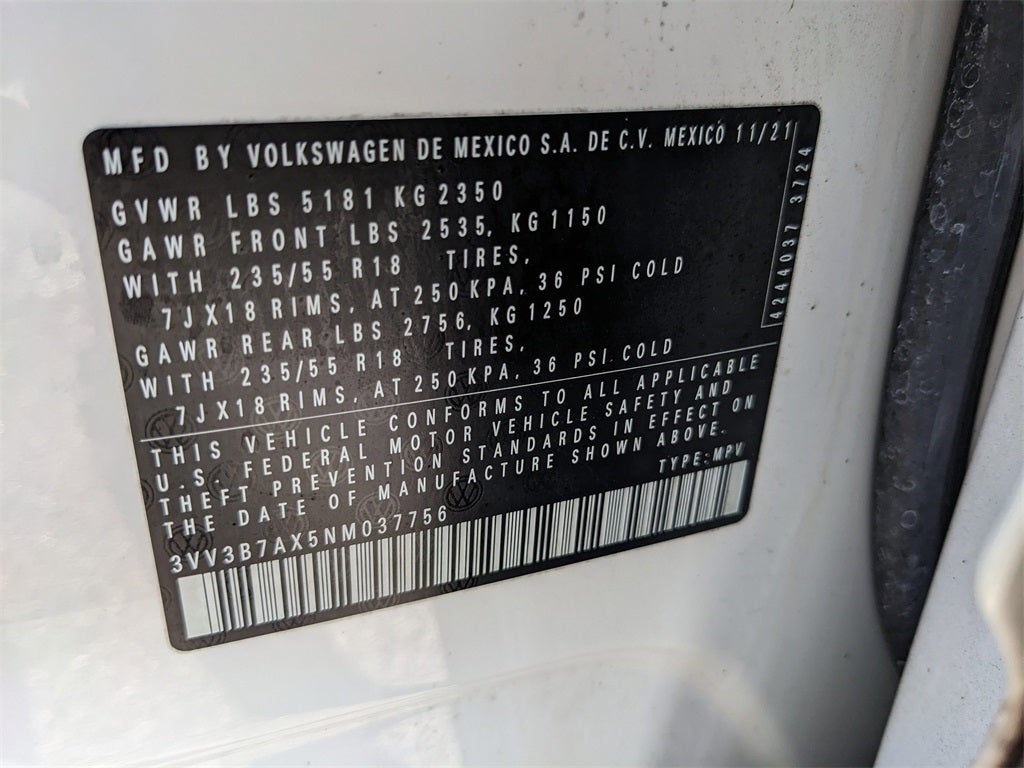 MFD BY VOLKSWAGEN DE MEXICO S.A. DE C.V. MEXICO 11/21
GVWR LBS 5181 KG 2350
GAWR FRONT LBS 2535, KG 1150
WITH 235/55 R18 TIRES,
7JX18 RIMS, AT 250 KPA, 36 PSI COLD
GAWR REAR LBS 2756, KG 1250
WITH 235/55 R18 TIRES,
7JX18 RIMS, AT 250 KPA, 36 PSI COLD
THIS VEHICLE CONFORMS TO ALL APPLICABLE
U.S. FEDERAL MOTOR VEHICLE SAFETY AND
THEFT PREVENTION STANDARDS IN EFFECT ON
THE DATE OF MANUFACTURE SHOWN ABOVE.
TYPE: MPV
3VV3B7AX5NM037756
4244037 3724